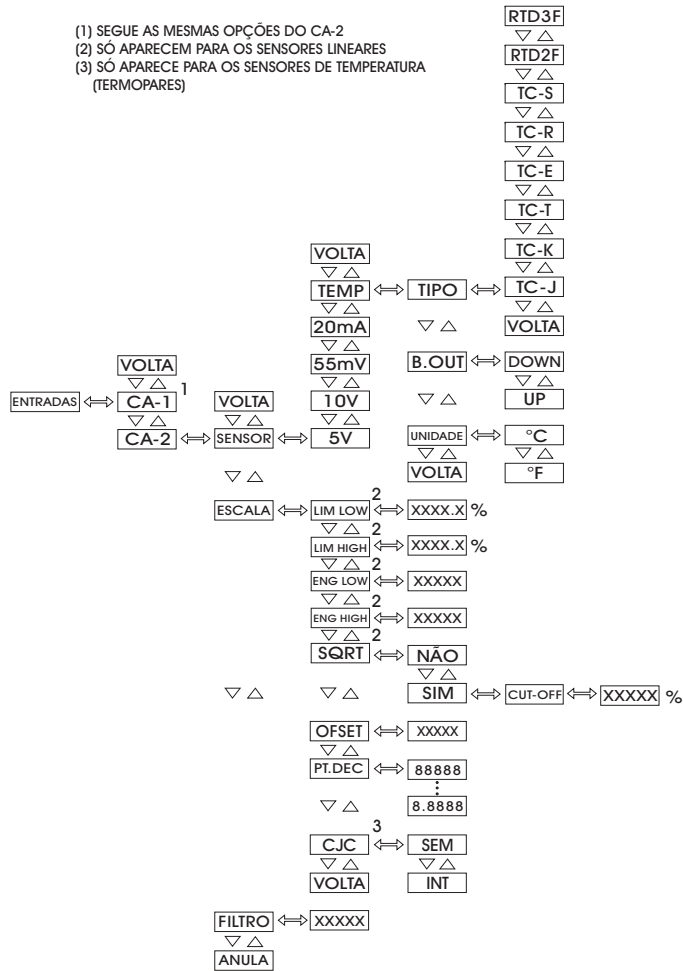 (1) SEGUE AS MESMAS OPÇÕES DO CA-2
(2) SÓ APARECEM PARA OS SENSORES LINEARES
(3) SÓ APARECE PARA OS SENSORES DE TEMPERATURA
(TERMOPARES)
RTD3F
RTD2F
TC-S
TC-R
TC-E
TC-T
VOLTA TC-K
TEMP TIPO TC-J
20mA VOLTA
VOLTA 55mV B.OUT DOWN
ENTRADAS CA-1 1 VOLTA 10V UP
CA-2 SENSOR 5V UNIDADE °C
VOLTA °F
ESCALA LIM LOW 2 XXXX.X %
LIM HIGH 2 XXXX.X %
ENG LOW 2 XXXXX
ENG HIGH 2 XXXXX
SQRT 2 NÃO
SIM CUT-OFF XXXXX %
OFSET XXXXX
PT.DEC 88888
8.8888
CJC 3 SEM
VOLTA INT
FILTRO XXXXX
ANULA